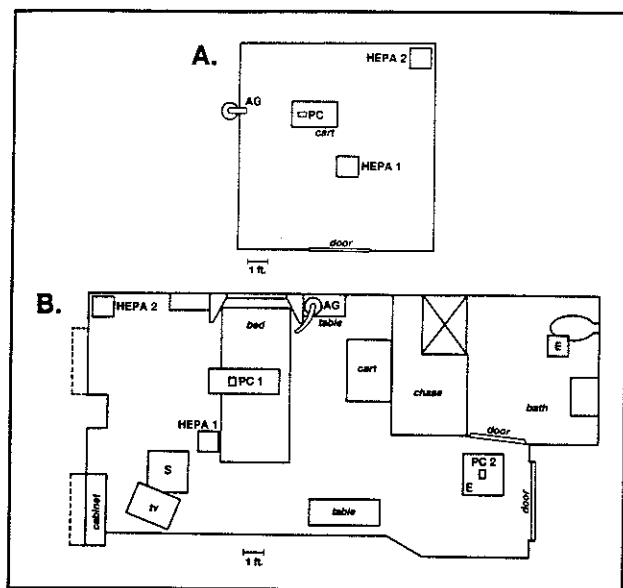 A.
HEPA 2
AG
PC
cart
HEPA 1
door
1 ft.
B.
HEPA 2
AG
table
bed
E
PC 1
cart
chase
bath
HEPA 1
door
S
PC 2
E
tv
cabinet
table
door
1 ft.